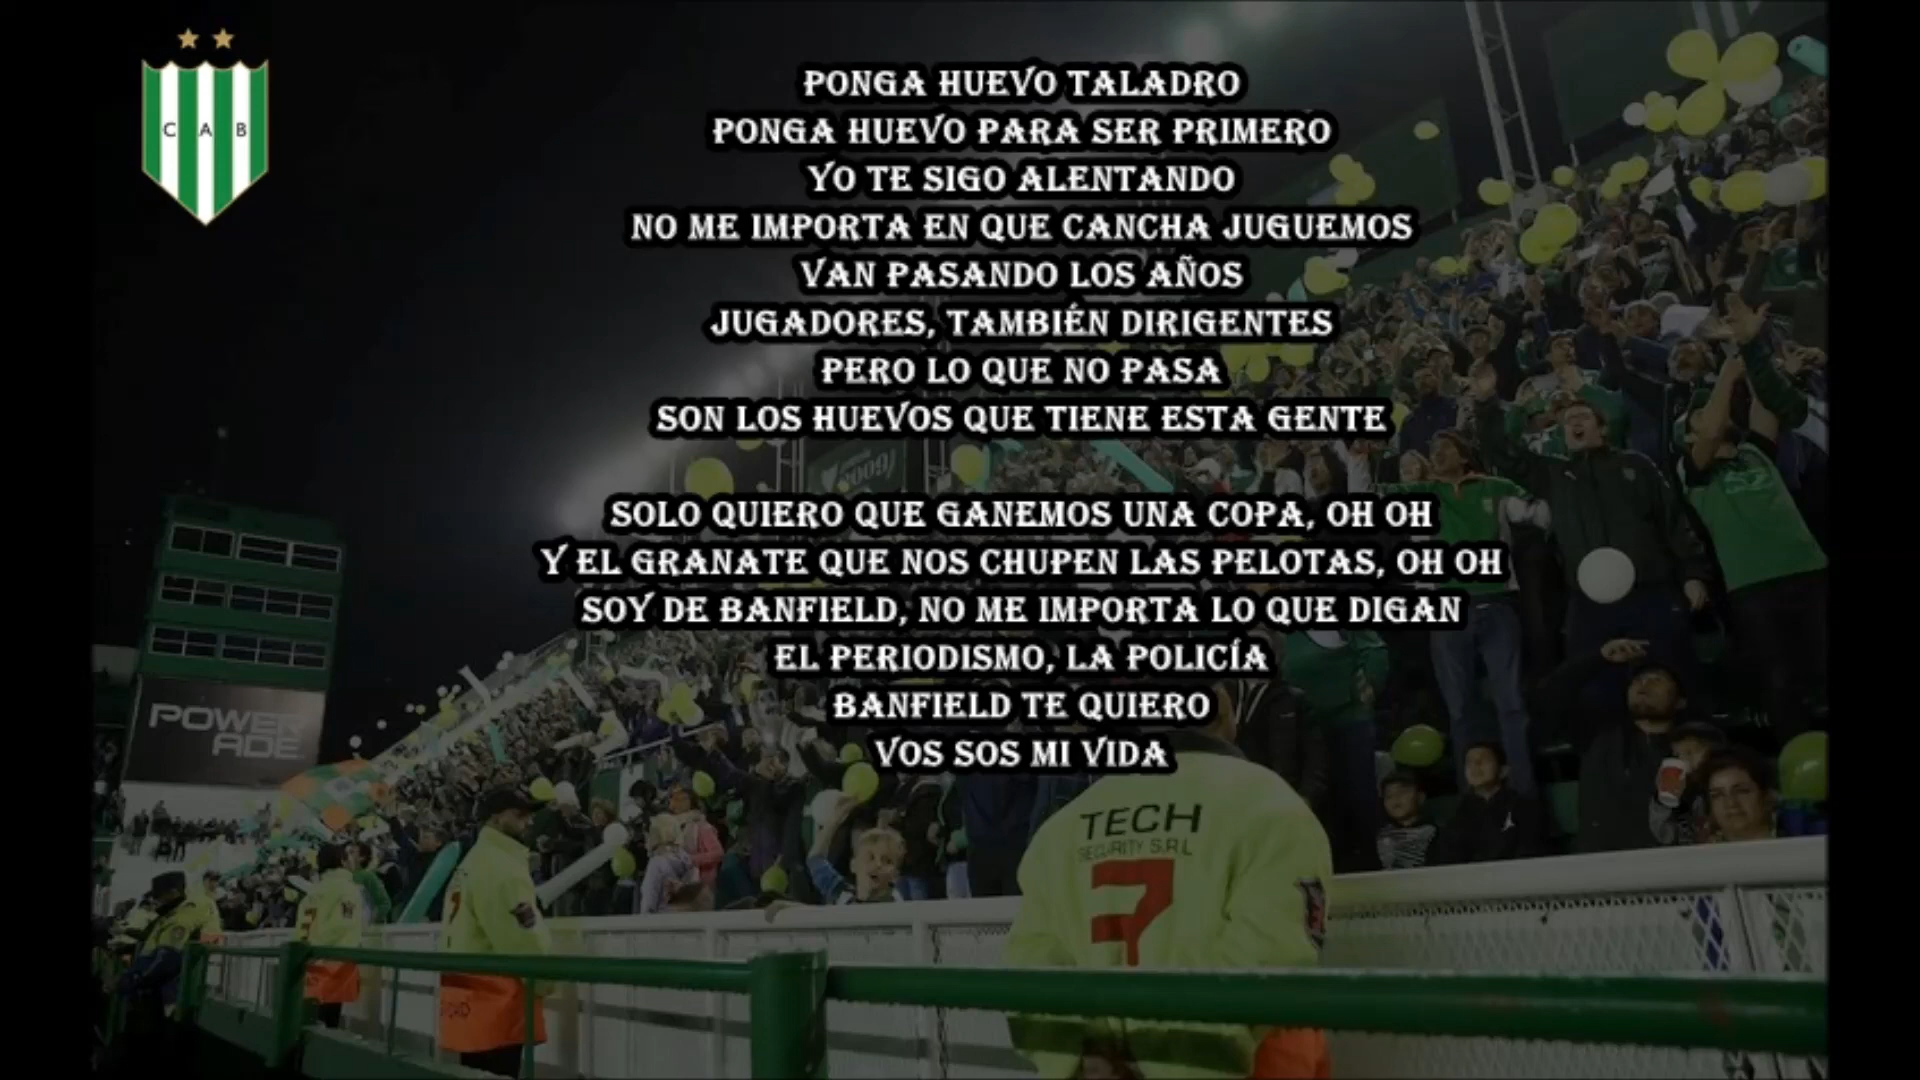 C A B
PONGA HUEVO TALADRO
PONGA HUEVO PARA SER PRIMERO
YO TE SIGO ALENTANDO
NO ME IMPORTA EN QUE CANCHA JUGUEMOS
VAN PASANDO LOS AÑOS
JUGADORES, TAMBIÉN DIRIGENTES
PERO LO QUE NO PASA
SON LOS HUEVOS QUE TIENE ESTA GENTE
SOLO QUIERO QUE GANEMOS UNA COPA, OH OH
Y EL GRANATE QUE NOS CHUPEN LAS PELOTAS, OH OH
SOY DE BANFIELD, NO ME IMPORTA LO QUE DIGAN
EL PERIODISMO, LA POLICÍA
BANFIELD TE QUIERO
VOS SOS MI VIDA
POWER
ADE
TECH
SECURITY S.R.L